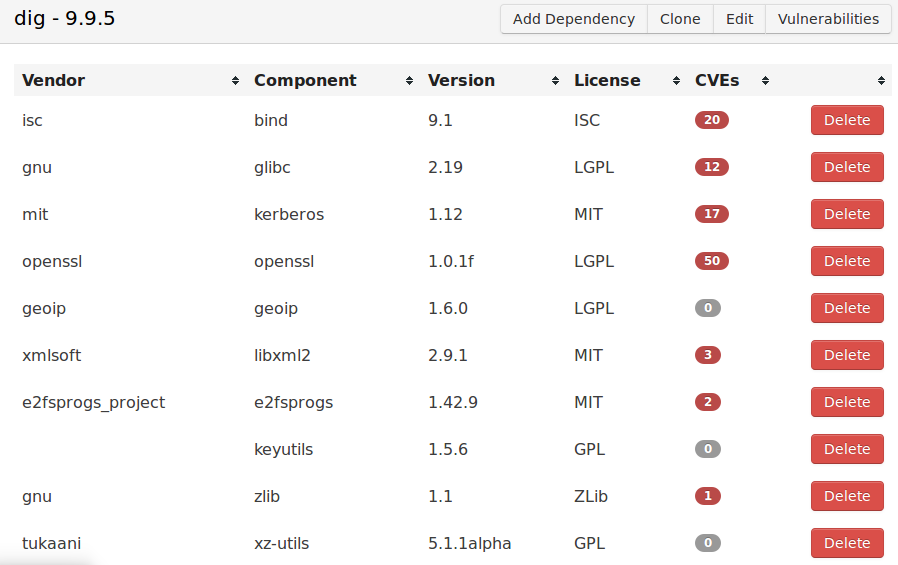 dig - 9.9.5 Add Dependency Clone Edit Vulnerabilities
Vendor Component Version License CVEs
isc bind 9.1 ISC 20 Delete
gnu glibc 2.19 LGPL 12 Delete
mit kerberos 1.12 MIT 17 Delete
openssl openssl 1.0.1f LGPL 50 Delete
geoip geoip 1.6.0 LGPL 0 Delete
xmlsoft libxml2 2.9.1 MIT 3 Delete
e2fsprogs_project e2fsprogs 1.42.9 MIT 2 Delete
keyutils 1.5.6 GPL 0 Delete
gnu zlib 1.1 ZLib 1 Delete
tukaani xz-utils 5.1.1alpha GPL 0 Delete